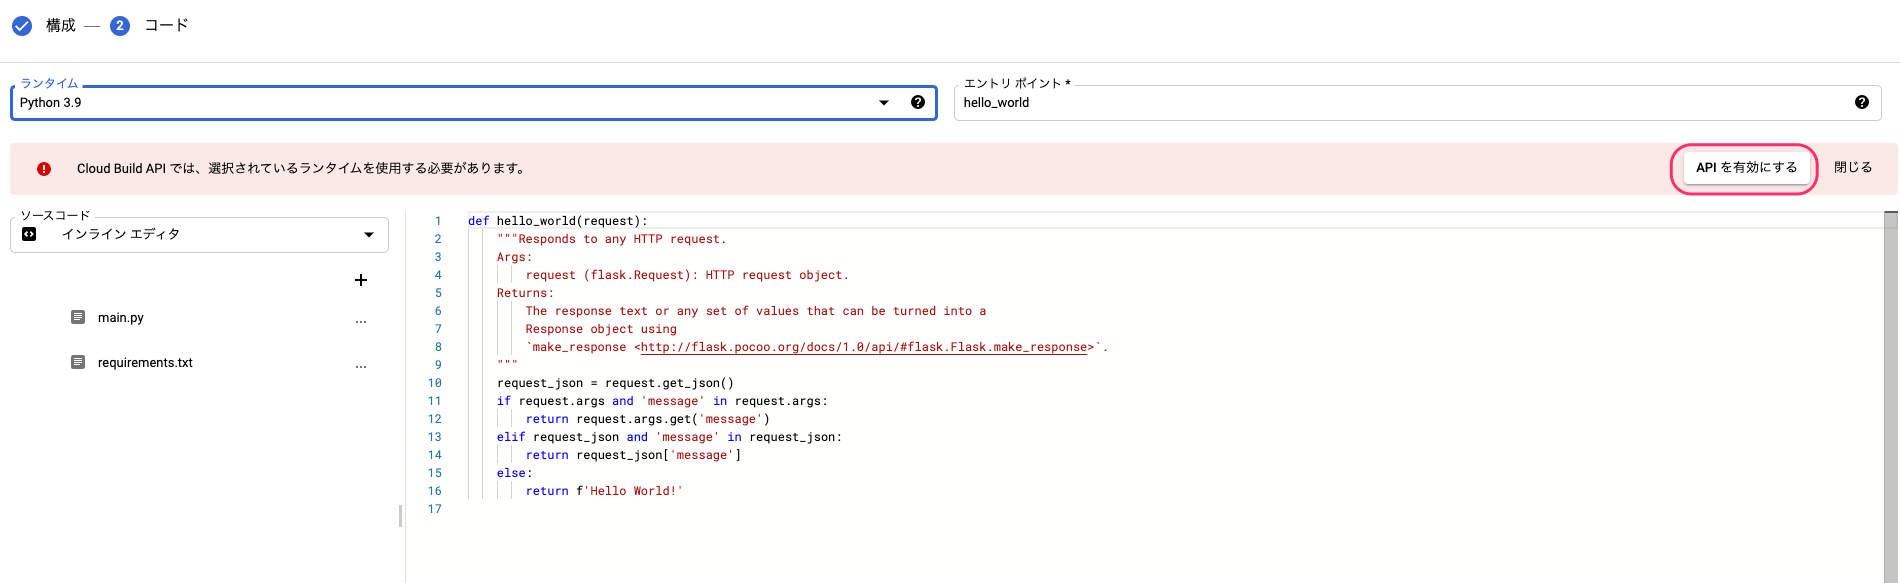 構成 — 2 コード
ランタイム
Python 3.9
エントリ ポイント *
hello_world
Cloud Build API では、選択されているランタイムを使用する必要があります。
API を有効にする
閉じる
ソースコード
インライン エディタ
main.py
...
requirements.txt
...
1 def hello_world(request):
2 """Responds to any HTTP request.
3 Args:
4 request (flask.Request): HTTP request object.
5 Returns:
6 The response text or any set of values that can be turned into a
7 Response object using
8 `make_response <http://flask.pocoo.org/docs/1.0/api/#flask.Flask.make_response>`.
9 """
10 request_json = request.get_json()
11 if request.args and 'message' in request.args:
12 return request.args.get('message')
13 elif request_json and 'message' in request_json:
14 return request_json['message']
15 else:
16 return f'Hello World!'
17